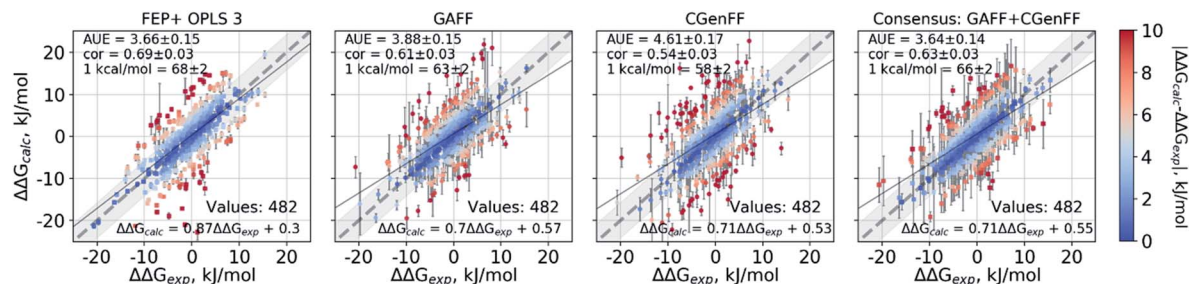 FEP+ OPLS 3
AUE = 3.66±0.15
cor = 0.69±0.03
1 kcal/mol = 68±2
Values: 482
ΔΔG_calc = 0.87ΔΔG_exp + 0.3
GAFF
AUE = 3.88±0.15
cor = 0.61±0.03
1 kcal/mol = 63±2
Values: 482
ΔΔG_calc = 0.7ΔΔG_exp + 0.57
CGenFF
AUE = 4.61±0.17
cor = 0.54±0.03
1 kcal/mol = 58±2
Values: 482
ΔΔG_calc = 0.71ΔΔG_exp + 0.53
Consensus: GAFF+CGenFF
AUE = 3.64±0.14
cor = 0.63±0.03
1 kcal/mol = 66±2
Values: 482
ΔΔG_calc = 0.71ΔΔG_exp + 0.55
ΔΔG_calc, kJ/mol
20
10
0
-10
-20
-20 -10 0 10 20
-20 -10 0 10 20
-20 -10 0 10 20
-20 -10 0 10 20
ΔΔG_exp, kJ/mol
ΔΔG_exp, kJ/mol
ΔΔG_exp, kJ/mol
ΔΔG_exp, kJ/mol
10
8
6
4
2
0
|ΔΔG_calc-ΔΔG_exp|, kJ/mol